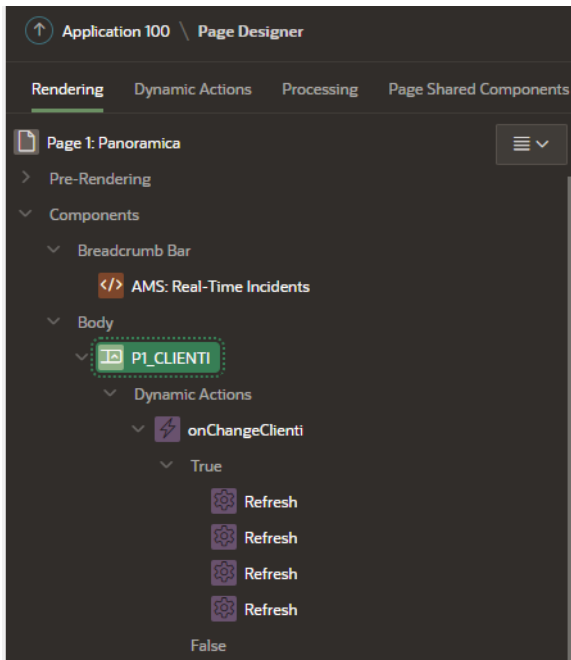 Application 100 \ Page Designer
Rendering Dynamic Actions Processing Page Shared Components
Page 1: Panoramica
Pre-Rendering
Components
Breadcrumb Bar
</> AMS: Real-Time Incidents
Body
P1_CLIENTI
Dynamic Actions
onChangeClienti
True
Refresh
Refresh
Refresh
Refresh
False